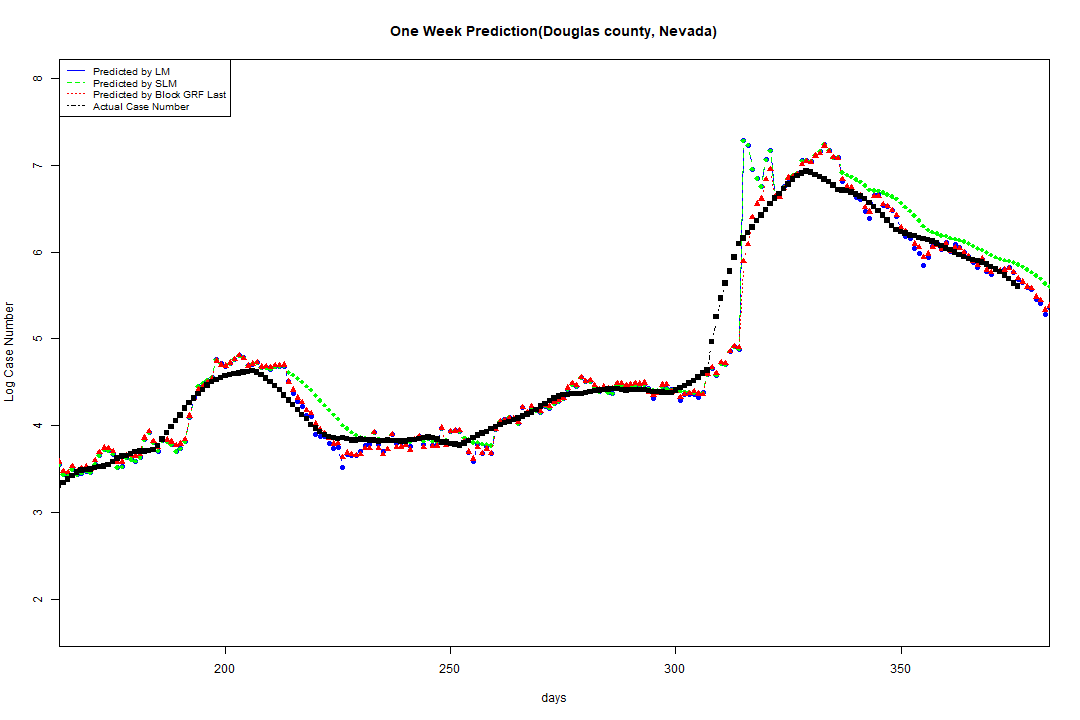 One Week Prediction(Douglas county, Nevada)
Predicted by LM
Predicted by SLM
Predicted by Block GRF Last
Actual Case Number
8
7
6
5
4
3
2
Log Case Number
200 250 300 350
days